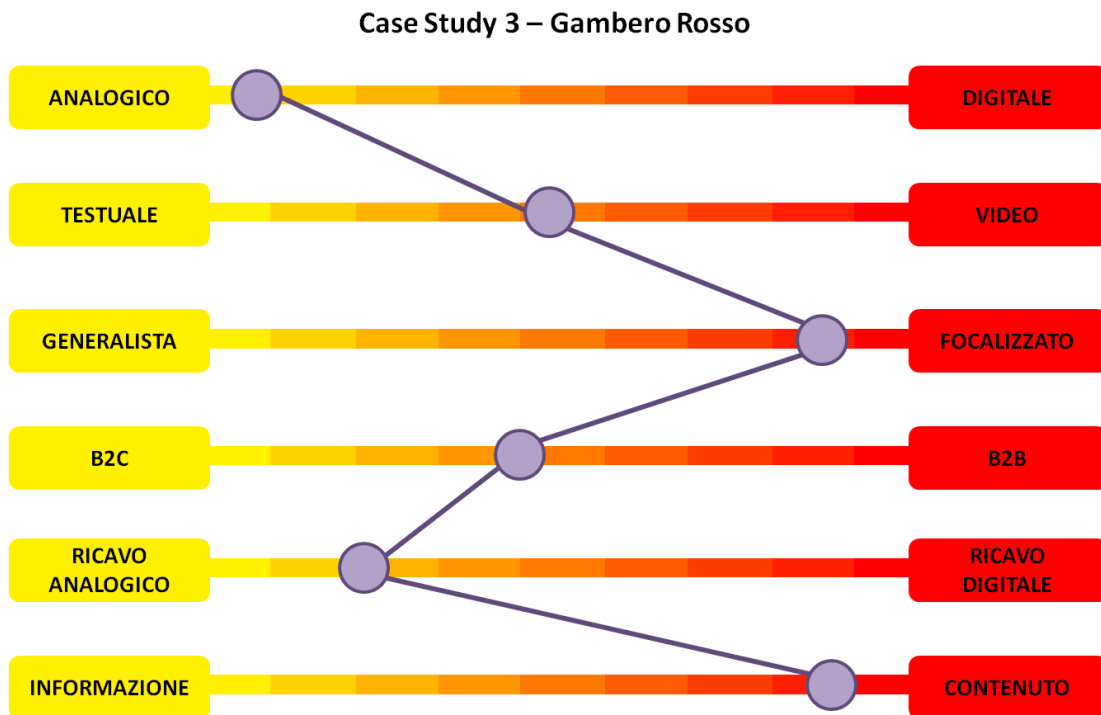 Case Study 3 – Gambero Rosso
ANALOGICO
DIGITALE
TESTUALE
VIDEO
GENERALISTA
FOCALIZZATO
B2C
B2B
RICAVO
ANALOGICO
RICAVO
DIGITALE
INFORMAZIONE
CONTENUTO